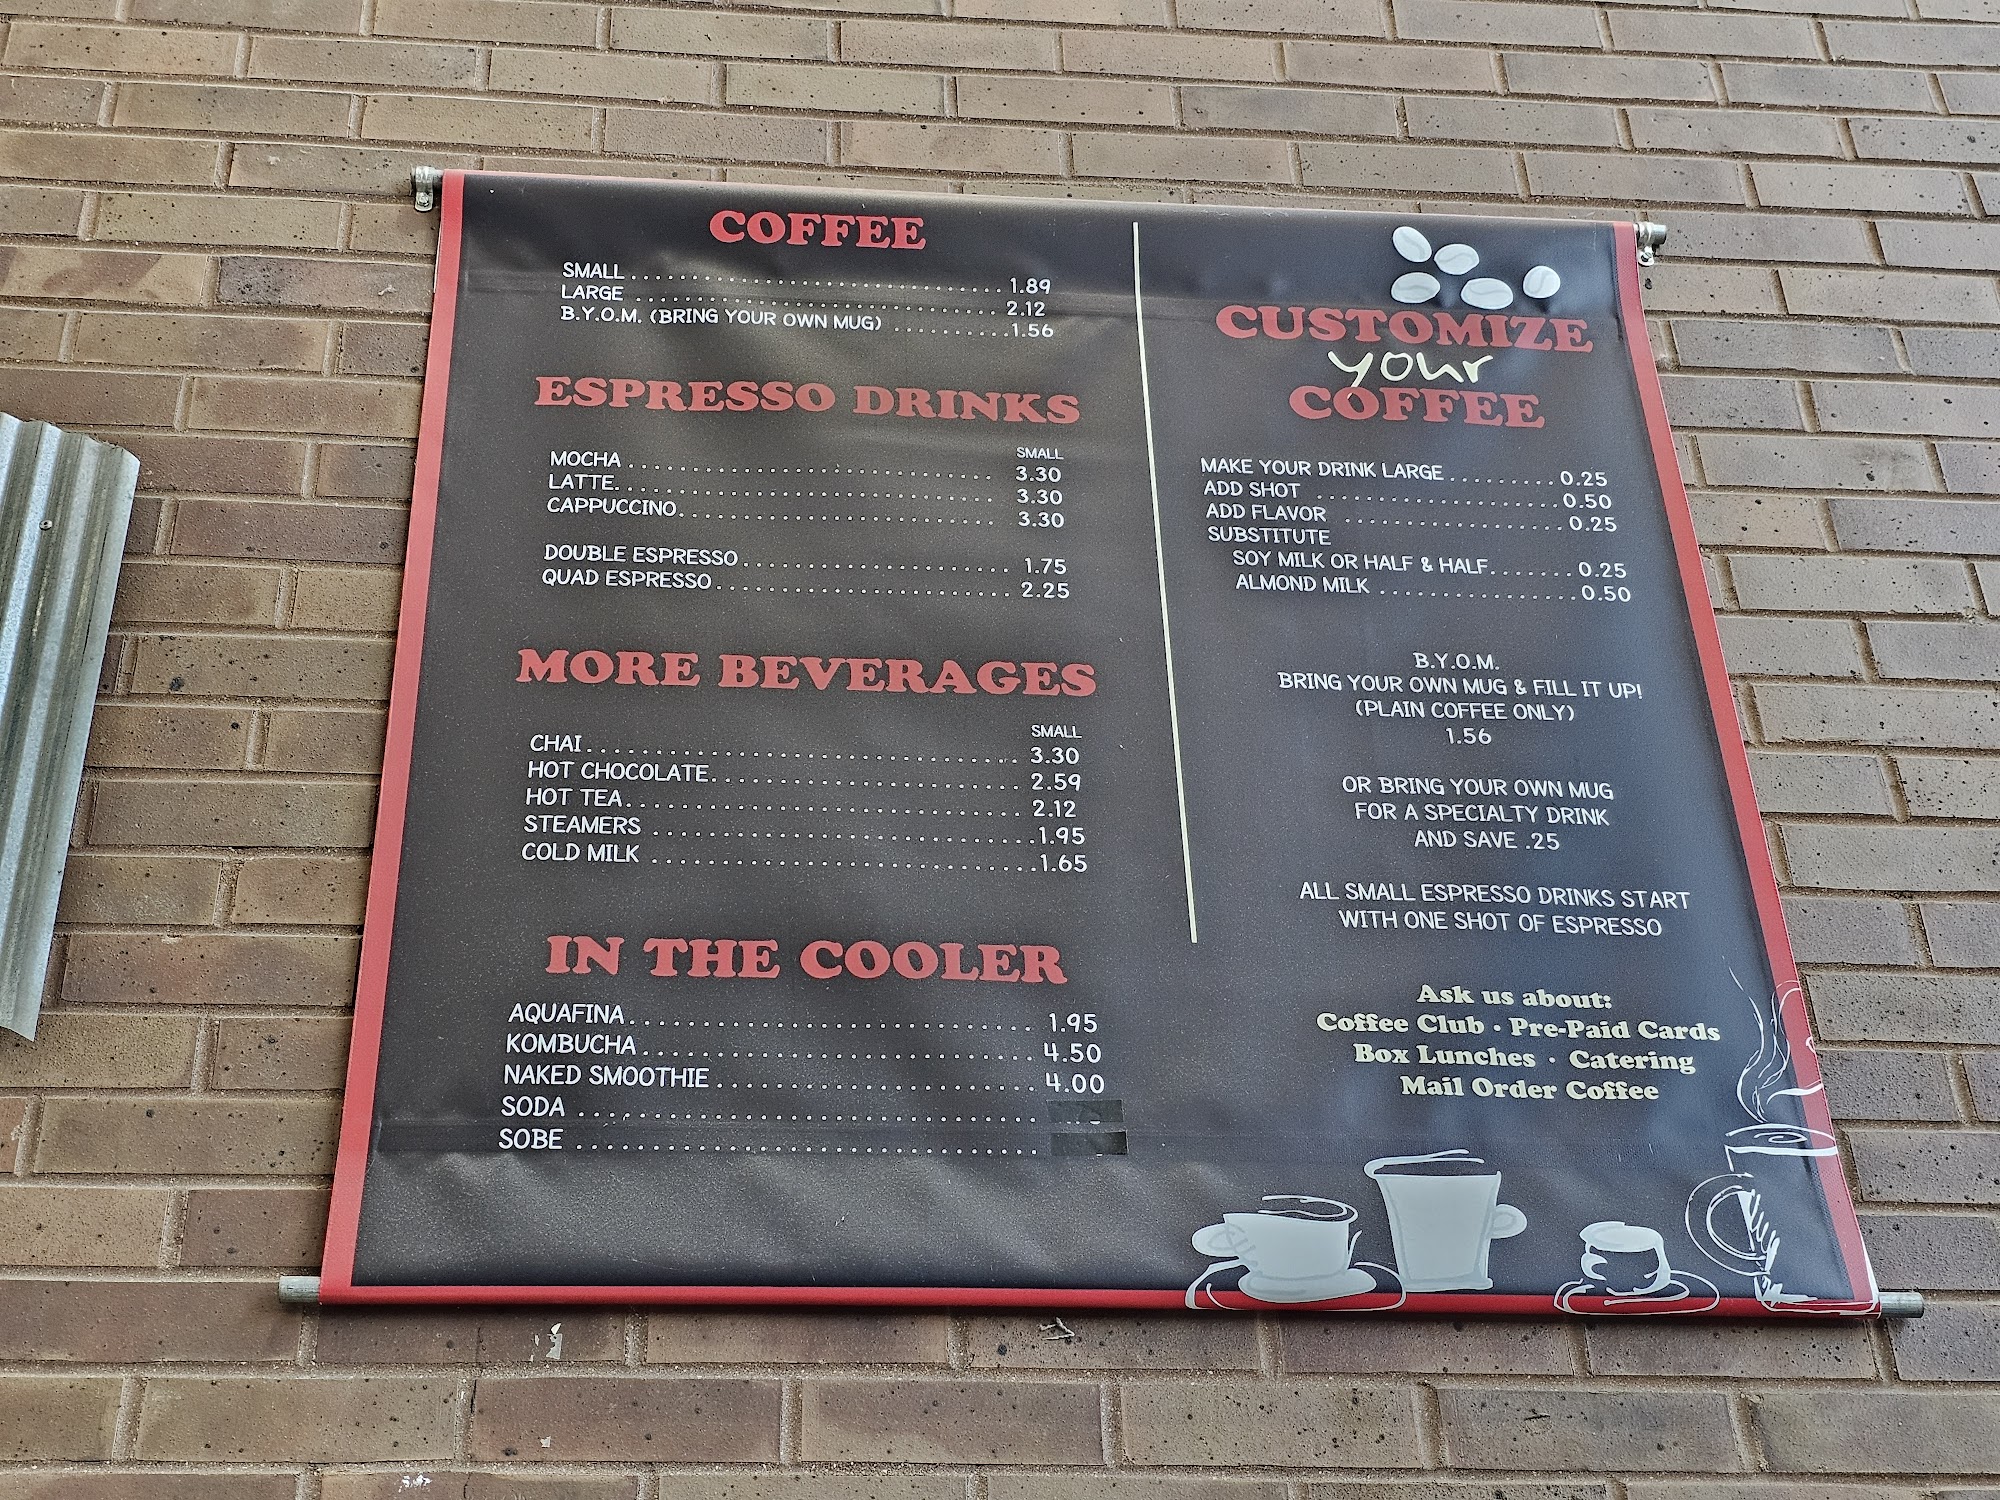 COFFEE
SMALL 1.89
LARGE 2.12
B.Y.O.M. (BRING YOUR OWN MUG) 1.56
ESPRESSO DRINKS
SMALL
MOCHA 3.30
LATTE 3.30
CAPPUCCINO 3.30
DOUBLE ESPRESSO 1.75
QUAD ESPRESSO 2.25
MORE BEVERAGES
SMALL
CHAI 3.30
HOT CHOCOLATE 2.59
HOT TEA 2.12
STEAMERS 1.95
COLD MILK 1.65
IN THE COOLER
AQUAFINA 1.95
KOMBUCHA 4.50
NAKED SMOOTHIE 4.00
SODA
SOBE
CUSTOMIZE
your
COFFEE
MAKE YOUR DRINK LARGE 0.25
ADD SHOT 0.50
ADD FLAVOR 0.25
SUBSTITUTE
SOY MILK OR HALF & HALF 0.25
ALMOND MILK 0.50
B.Y.O.M.
BRING YOUR OWN MUG & FILL IT UP!
(PLAIN COFFEE ONLY)
1.56
OR BRING YOUR OWN MUG
FOR A SPECIALTY DRINK
AND SAVE .25
ALL SMALL ESPRESSO DRINKS START
WITH ONE SHOT OF ESPRESSO
Ask us about:
Coffee Club · Pre-Paid Cards
Box Lunches · Catering
Mail Order Coffee